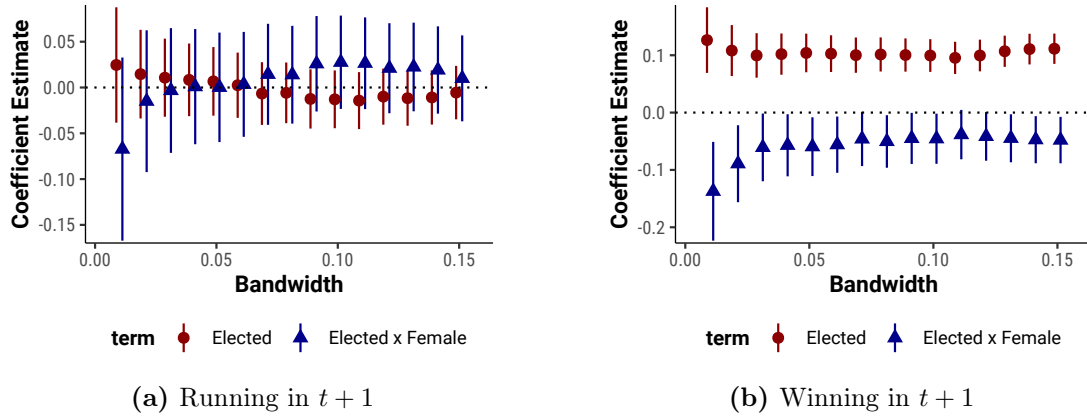 0.05
0.00
-0.05
-0.10
-0.15
Coefficient Estimate
0.00 0.05 0.10 0.15
Bandwidth
term Elected Elected x Female
(a) Running in t + 1
0.1
0.0
-0.1
-0.2
Coefficient Estimate
0.00 0.05 0.10 0.15
Bandwidth
term Elected Elected x Female
(b) Winning in t + 1